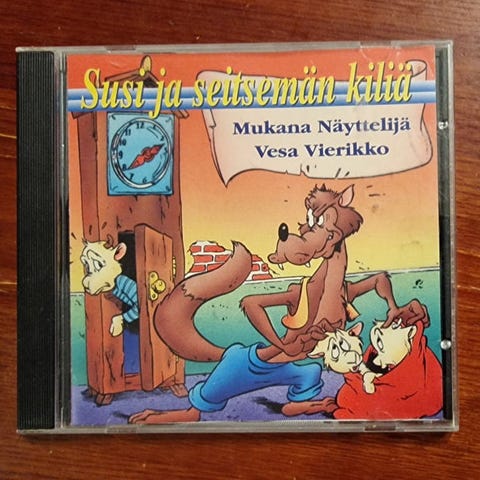 Susi ja seitsemän kiliä
Mukana Näyttelijä
Vesa Vierikko